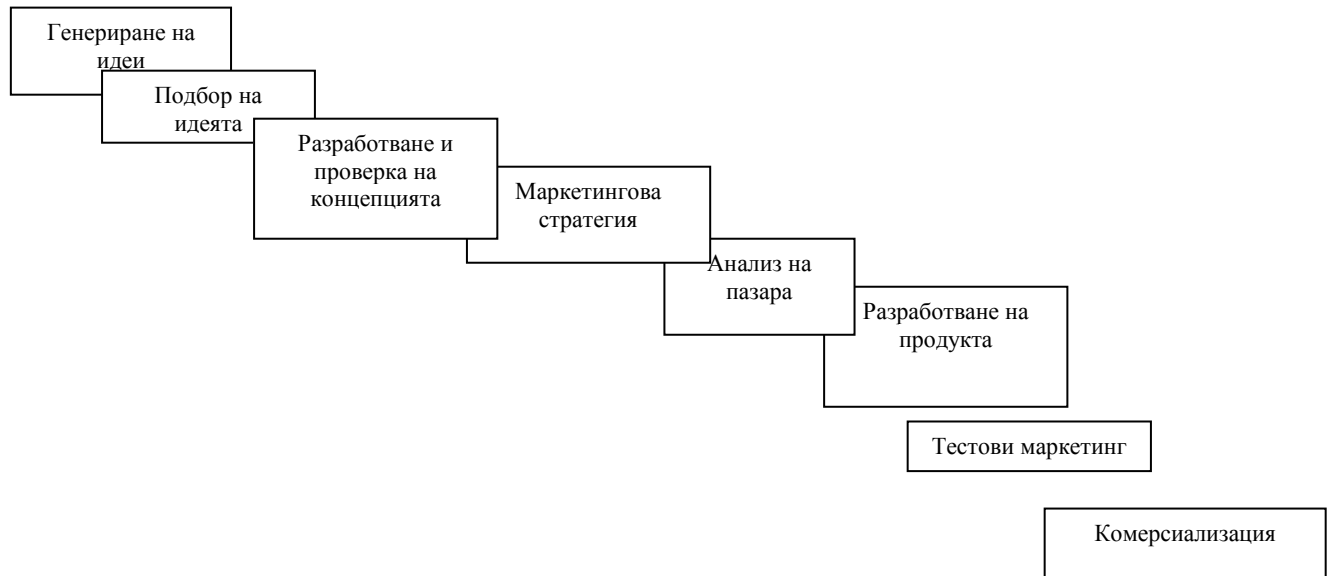 Генериране на
идеи
Подбор на
идеята
Разработване и
проверка на
концепцията
Маркетингова
стратегия
Анализ на
пазара
Разработване на
продукта
Тестови маркетинг
Комерсиализация